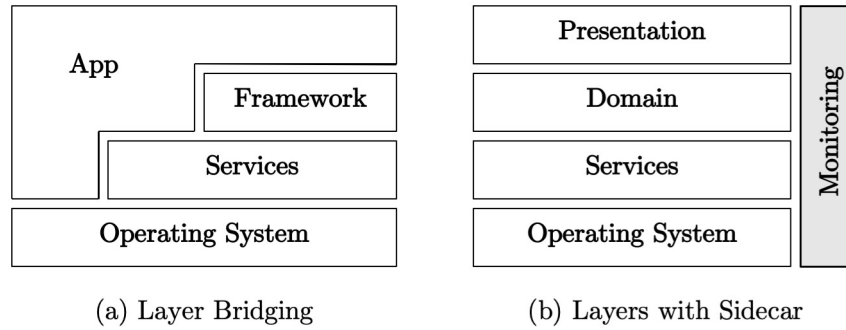 App
Framework
Services
Operating System
(a) Layer Bridging
Presentation
Domain
Services
Operating System
Monitoring
(b) Layers with Sidecar